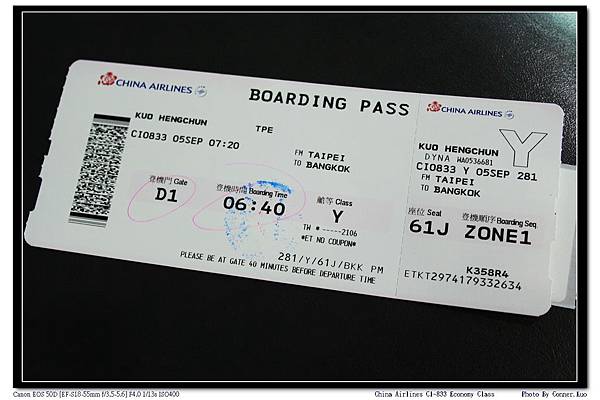 CHINA AIRLINES
BOARDING PASS
CHINA AIRLINES
KUO HENGCHUN
CI0833 05SEP 07:20
TPE
FM TAIPEI
TO BANGKOK
登機門 Gate
D1
登機時間 Boarding Time
06:40
艙等 Class
Y
TW * -----2106
*ET NO COUPON*
281/Y/61J/BKK PM
PLEASE BE AT GATE 40 MINUTES BEFORE DEPARTURE TIME
KUO HENGCHUN
DYNA WA0536681
CI0833 Y 05SEP 281
FM TAIPEI
TO BANGKOK
Y
座位 Seat
61J
登機順序 Boarding Seq.
ZONE1
K358R4
ETKT2974179332634
Canon EOS 50D [EF-S18-55mm f/3.5-5.6] F4.0 1/13s ISO400
China Airlines CI-833 Economy Class
Photo By Conner.Kuo